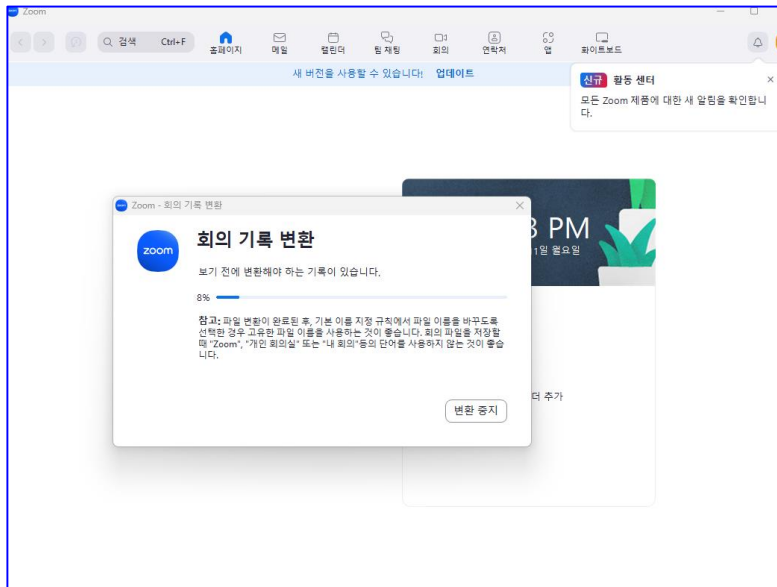 Zoom
검색 Ctrl+F
홈페이지
메일
캘린더
팀 채팅
회의
연락처
앱
화이트보드
새 버전을 사용할 수 있습니다! 업데이트
신규 활동 센터
모든 Zoom 제품에 대한 새 알림을 확인합니
다.
PM
1일 월요일
Zoom - 회의 기록 변환
zoom
회의 기록 변환
보기 전에 변환해야 하는 기록이 있습니다.
8%
참고: 파일 변환이 완료된 후, 기본 이름 지정 규칙에서 파일 이름을 바꾸도록
선택한 경우 고유한 파일 이름을 사용하는 것이 좋습니다. 회의 파일을 저장할
때 "Zoom", "개인 회의실" 또는 "내 회의"등의 단어를 사용하지 않는 것이 좋습
니다.
더 추가
변환 중지